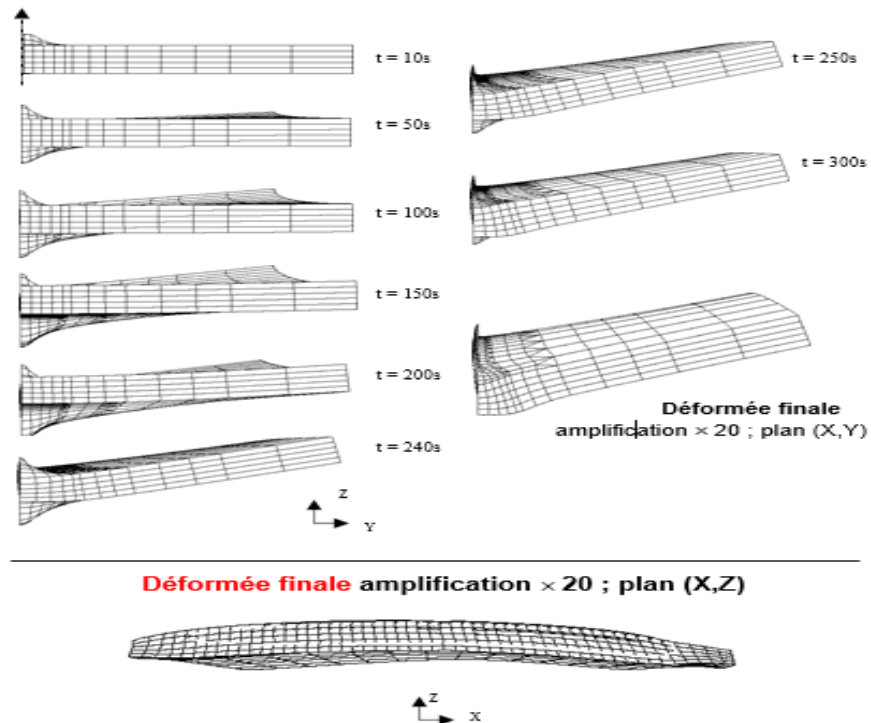 t = 10s
t = 50s
t = 100s
t = 150s
t = 200s
t = 240s
Z
Y
t = 250s
t = 300s
Déformée finale
amplification × 20 ; plan (X,Y)
Déformée finale amplification × 20 ; plan (X,Z)
Z
X